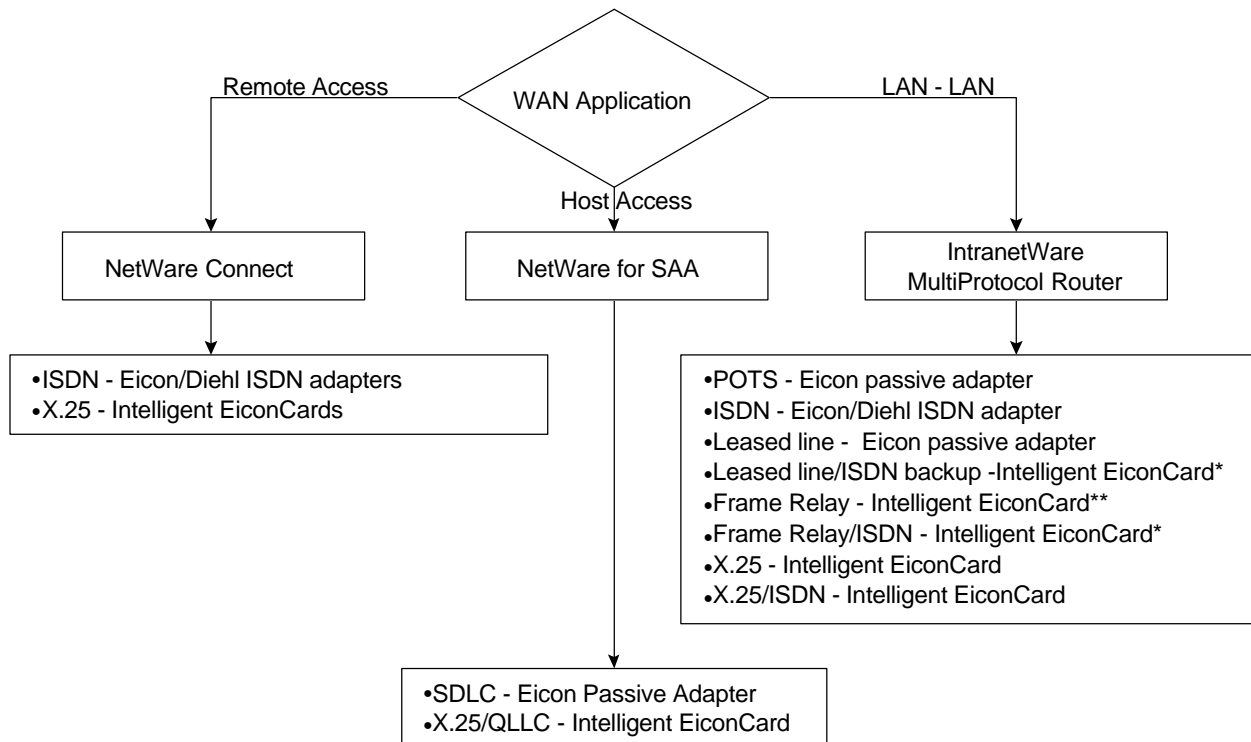 Remote Access
LAN - LAN
WAN Application
Host Access
NetWare Connect
NetWare for SAA
IntranetWare
MultiProtocol Router
•ISDN - Eicon/Diehl ISDN adapters
•X.25 - Intelligent EiconCards
•POTS - Eicon passive adapter
•ISDN - Eicon/Diehl ISDN adapter
•Leased line -  Eicon passive adapter
•Leased line/ISDN backup -Intelligent EiconCard*
•Frame Relay - Intelligent EiconCard**
•Frame Relay/ISDN - Intelligent EiconCard*
•X.25 - Intelligent EiconCard
•X.25/ISDN - Intelligent EiconCard
•SDLC - Eicon Passive Adapter
•X.25/QLLC - Intelligent EiconCard